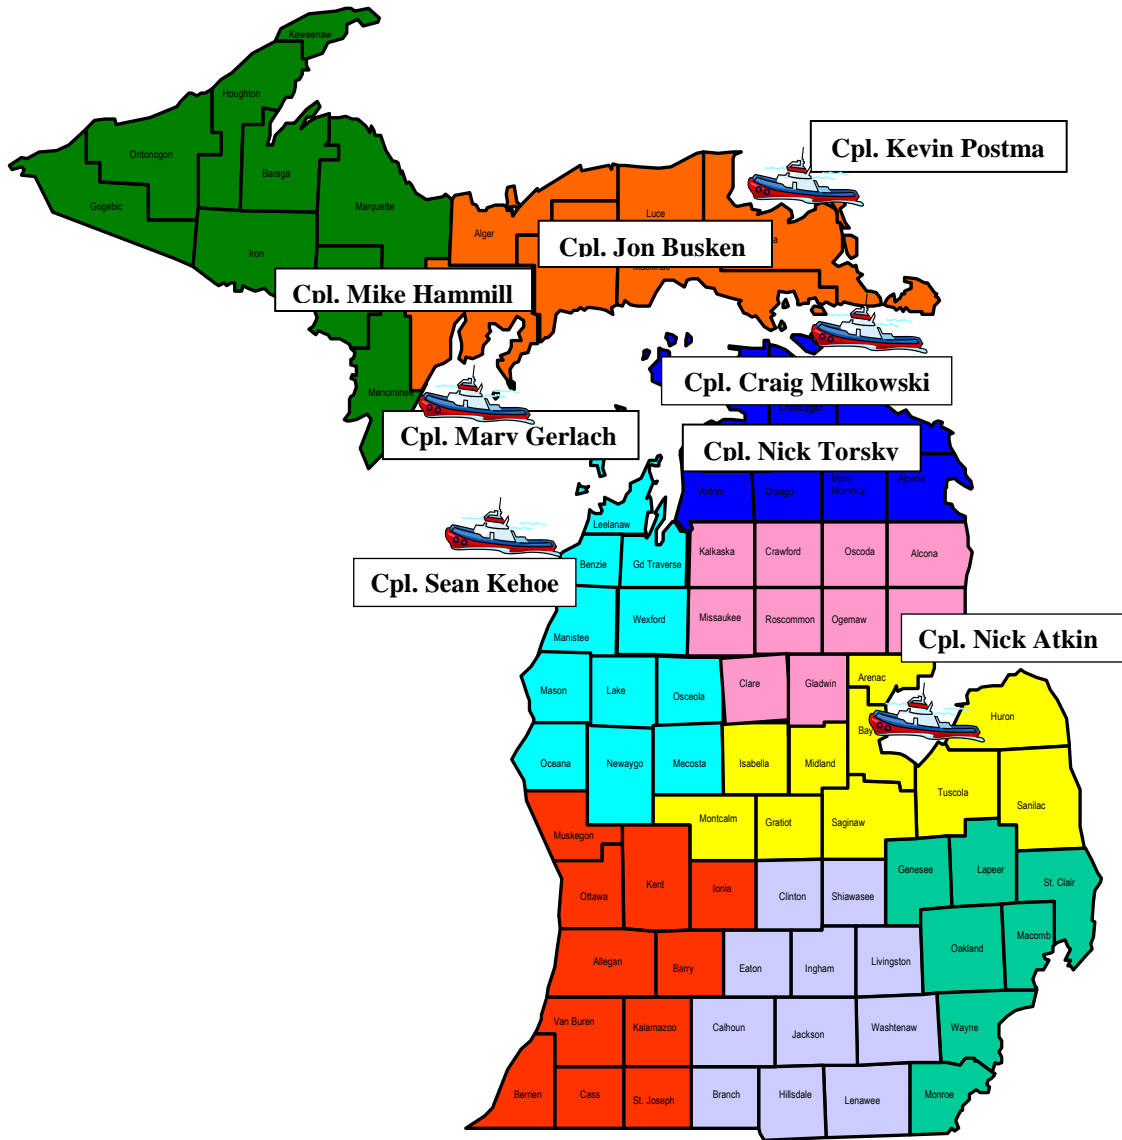 Keweenaw
Houghton
Ontonogon
Baraga
Gogebic
Marquette
Iron
Alger
Luce
Cpl. Kevin Postma
Cpl. Jon Busken
Cpl. Mike Hammill
Menominee
Cpl. Craig Milkowski
Cpl. Marv Gerlach
Cpl. Nick Torsky
Antrim
Otsego
Mont-
Morency
Alpena
Leelanaw
Benzie
Gd Traverse
Kalkaska
Crawford
Oscoda
Alcona
Cpl. Sean Kehoe
Manistee
Wexford
Missaukee
Roscommon
Ogemaw
Cpl. Nick Atkin
Mason
Lake
Osceola
Clare
Gladwin
Arenac
Huron
Bay
Oceana
Newaygo
Mecosta
Isabella
Midland
Tuscola
Sanilac
Muskegon
Montcalm
Gratiot
Saginaw
Genesee
Lapeer
St. Clair
Ottawa
Kent
Ionia
Clinton
Shiawasee
Allegan
Barry
Eaton
Ingham
Livingston
Oakland
Macomb
Van Buren
Kalamazoo
Calhoun
Jackson
Washtenaw
Wayne
Berrien
Cass
St. Joseph
Branch
Hillsdale
Lenawee
Monroe